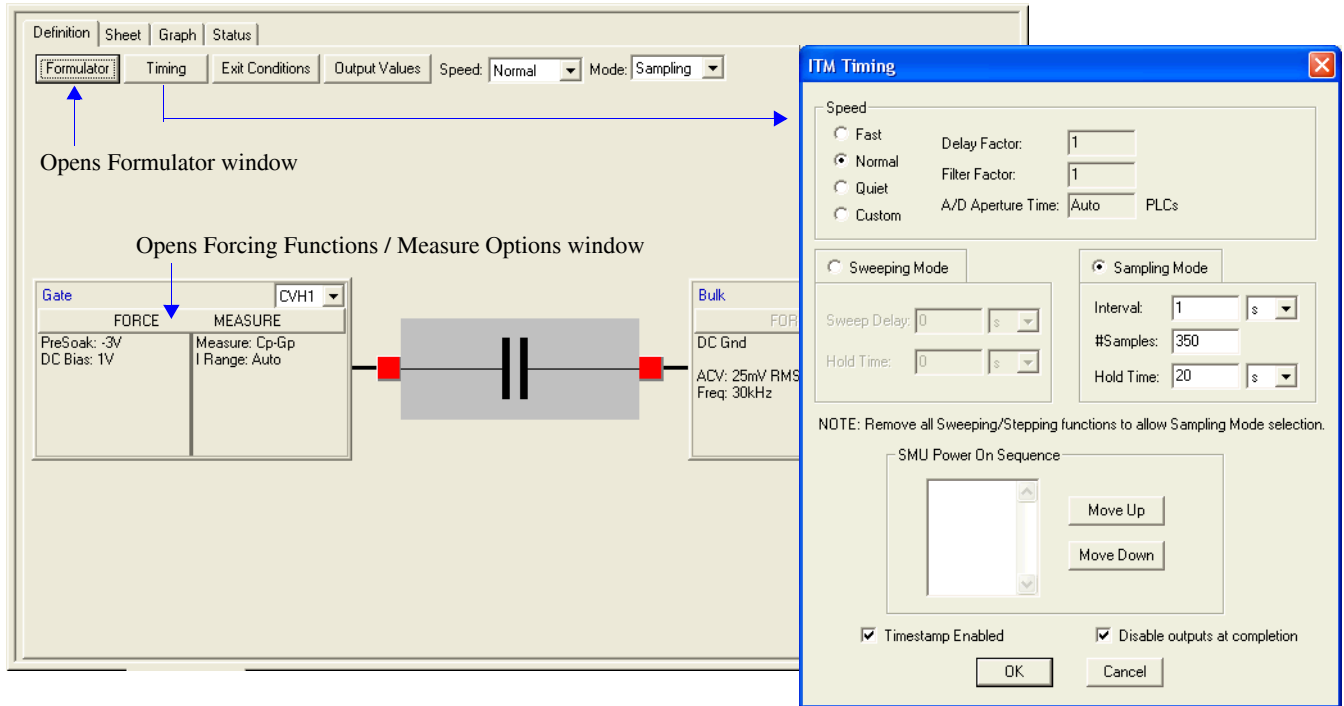 Definition Sheet Graph Status
Formulator Timing Exit Conditions Output Values Speed: Normal Mode: Sampling
Opens Formulator window
Opens Forcing Functions / Measure Options window
Gate CVH1
FORCE MEASURE
PreSoak: -3V
DC Bias: 1V
Measure: Cp-Gp
I Range: Auto
Bulk
FOR
DC Gnd
ACV: 25mV RMS
Freq: 30kHz
ITM Timing
Speed
Fast
Normal
Quiet
Custom
Delay Factor: 1
Filter Factor: 1
A/D Aperture Time: Auto PLCs
Sweeping Mode
Sweep Delay: 0 s
Hold Time: 0 s
Sampling Mode
Interval: 1 s
#Samples: 350
Hold Time: 20 s
NOTE: Remove all Sweeping/Stepping functions to allow Sampling Mode selection.
SMU Power On Sequence
Move Up
Move Down
Timestamp Enabled
Disable outputs at completion
OK Cancel